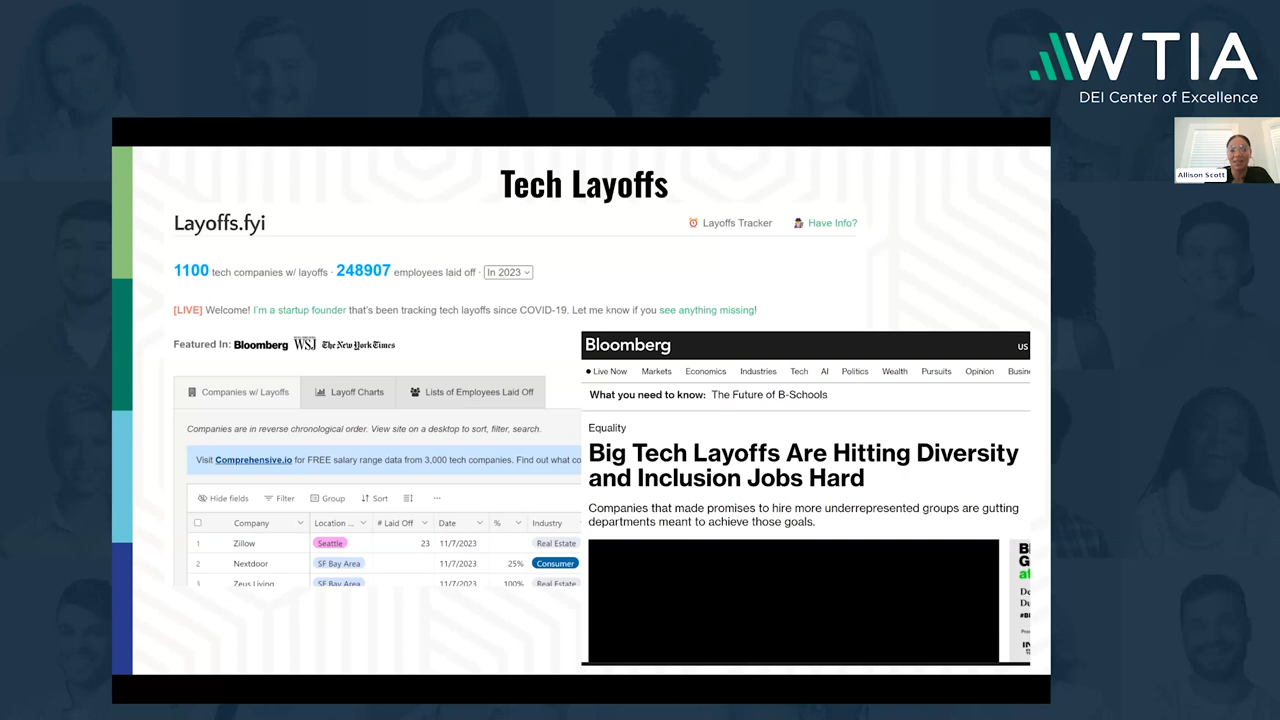 WTIA
DEI Center of Excellence
Allison Scott
Tech Layoffs
Layoffs.fyi
Layoffs Tracker
Have Info?
1100 tech companies w/ layoffs · 248907 employees laid off · In 2023
[LIVE] Welcome! I'm a startup founder that's been tracking tech layoffs since COVID-19. Let me know if you see anything missing!
Featured In: Bloomberg WSJ The New York Times
Companies w/ Layoffs
Layoff Charts
Lists of Employees Laid Off
Companies are in reverse chronological order. View site on a desktop to sort, filter, search.
Visit Comprehensive.io for FREE salary range data from 3,000 tech companies. Find out what
Hide fields Filter Group Sort ...
Company Location ... # Laid Off Date % Industry
1 Zillow Seattle 23 11/7/2023 Real Estate
2 Nextdoor SF Bay Area 11/7/2023 25% Consumer
3 Zeus Living SF Bay Area 11/7/2023 100% Real Estate
Bloomberg
US
Live Now Markets Economics Industries Tech AI Politics Wealth Pursuits Opinion
What you need to know: The Future of B-Schools
Equality
Big Tech Layoffs Are Hitting Diversity
and Inclusion Jobs Hard
Companies that made promises to hire more underrepresented groups are gutting
departments meant to achieve those goals.